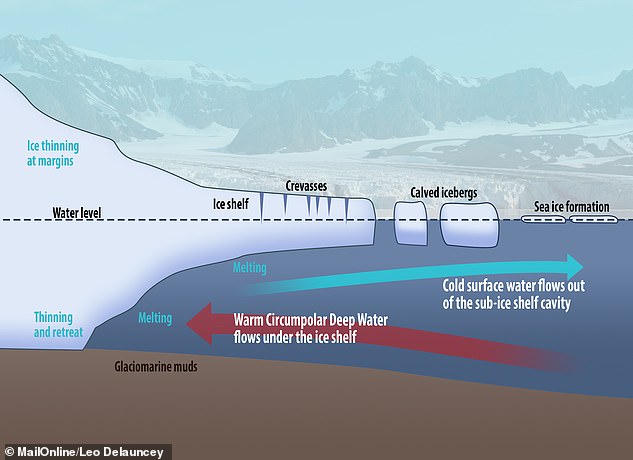 Ice thinning
at margins
Crevasses
Calved icebergs
Ice shelf
Sea ice formation
Water level
Melting
Cold surface water flows out
of the sub-ice shelf cavity
Thinning
and retreat
Melting
Warm Circumpolar Deep Water
flows under the ice shelf
Glaciomarine muds
© MailOnline/Leo Delauncey